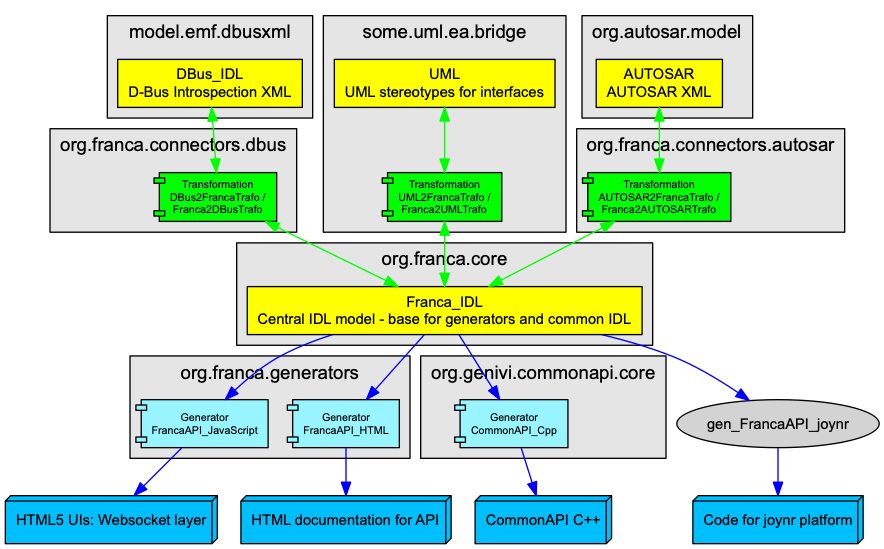 model.emf.dbusxml
some.uml.ea.bridge
org.autosar.model
DBus_IDL
D-Bus Introspection XML
UML
UML stereotypes for interfaces
AUTOSAR
AUTOSAR XML
org.franca.connectors.dbus
org.franca.connectors.autosar
Transformation
DBus2FrancaTrafo /
Franca2DBusTrafo
Transformation
UML2FrancaTrafo /
Franca2UMLTrafo
Transformation
AUTOSAR2FrancaTrafo /
Franca2AUTOSARTrafo
org.franca.core
Franca_IDL
Central IDL model - base for generators and common IDL
org.franca.generators
org.genivi.commonapi.core
Generator
FrancaAPI_JavaScript
Generator
FrancaAPI_HTML
Generator
CommonAPI_Cpp
gen_FrancaAPI_joynr
HTML5 UIs: Websocket layer
HTML documentation for API
CommonAPI C++
Code for joynr platform